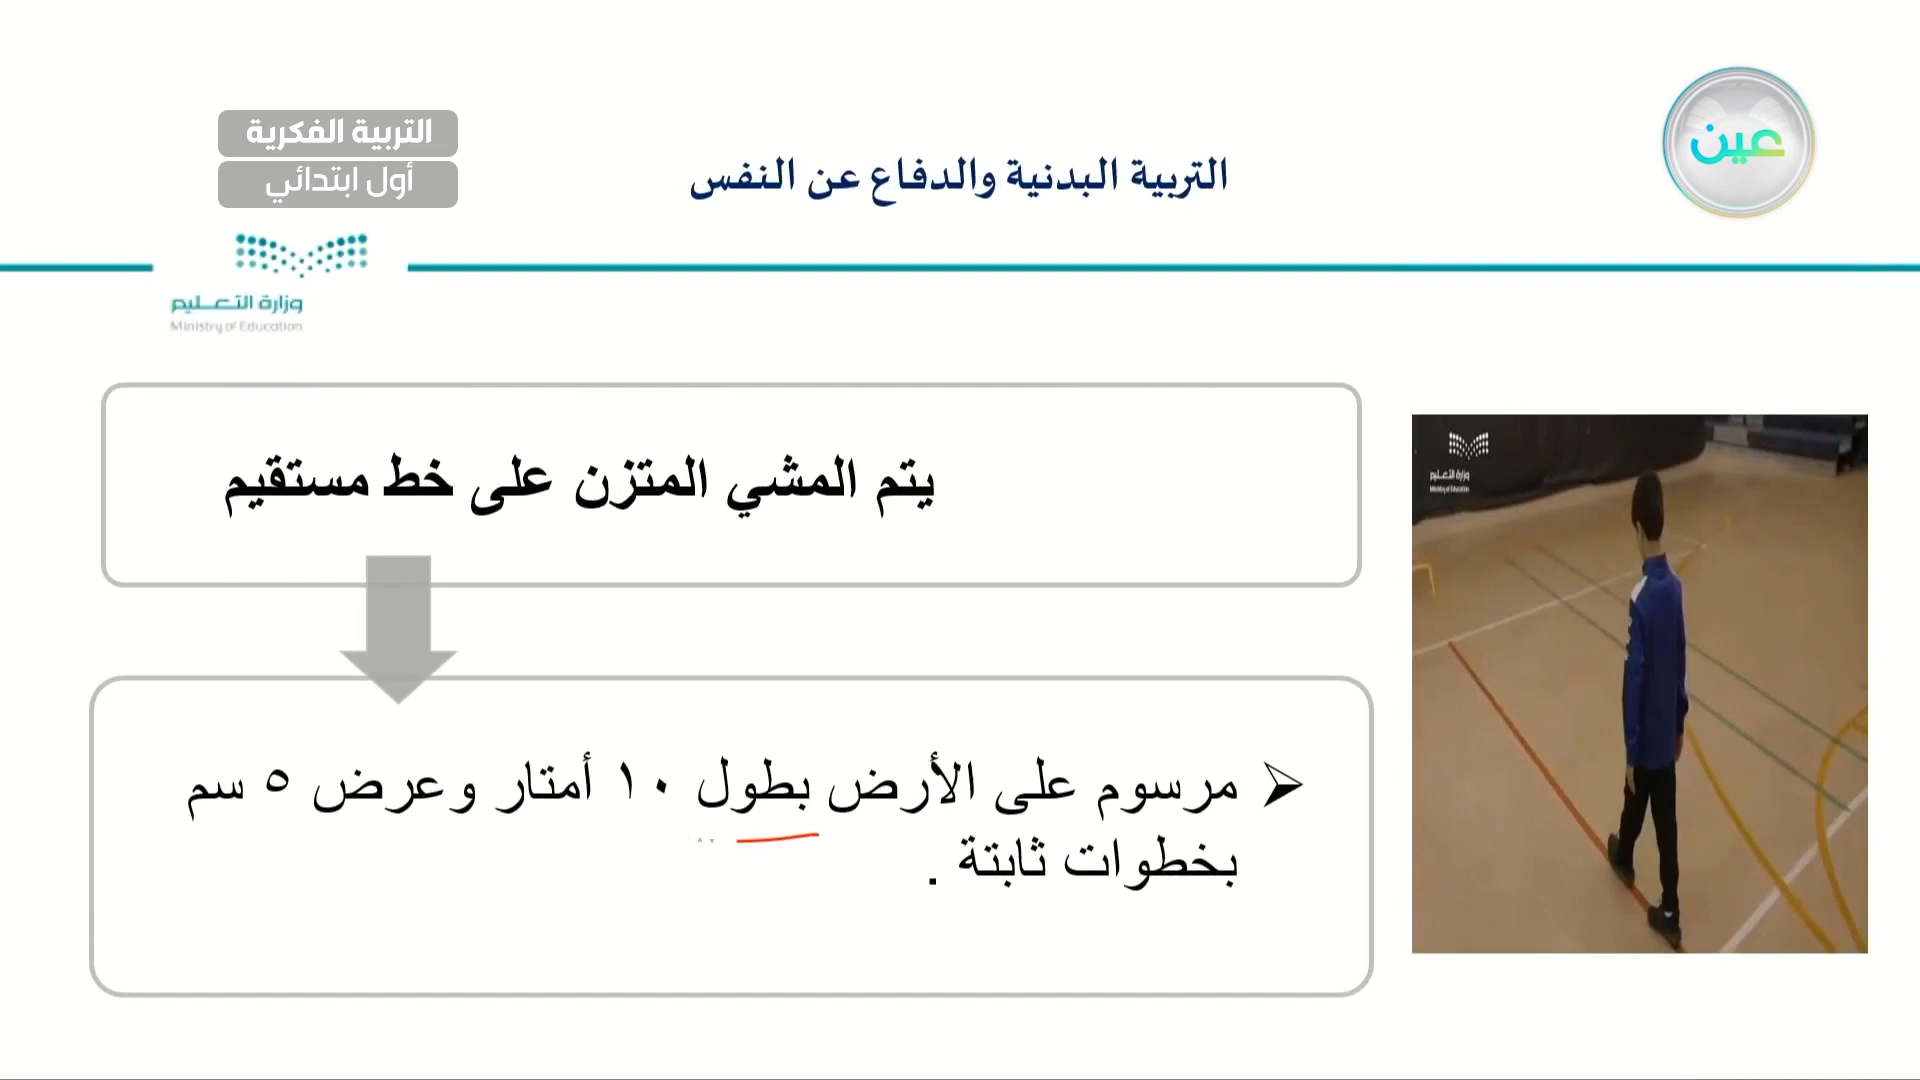 عين
التربية الفكرية
أول ابتدائي
التربية البدنية والدفاع عن النفس
وزارة التعليم
Ministry of Education
يتم المشي المتزن على خط مستقيم
مرسوم على الأرض بطول ١٠ أمتار وعرض ٥ سم
بخطوات ثابتة .
وزارة التعليم
Ministry of Education